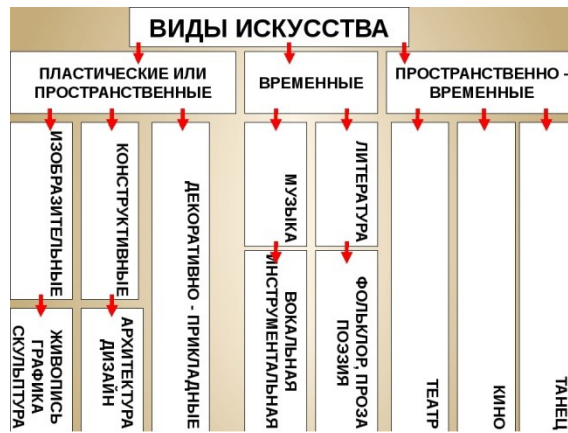 ВИДЫ ИСКУССТВА
ПЛАСТИЧЕСКИЕ ИЛИ
ПРОСТРАНСТВЕННЫЕ
ВРЕМЕННЫЕ
ПРОСТРАНСТВЕННО -
ВРЕМЕННЫЕ
ИЗОБРАЗИТЕЛЬНЫЕ
КОНСТРУКТИВНЫЕ
ДЕКОРАТИВНО - ПРИКЛАДНЫЕ
МУЗЫКА
ЛИТЕРАТУРА
ТЕАТР
КИНО
ТАНЕЦ
ЖИВОПИСЬ
ГРАФИКА
СКУЛЬПТУРА
АРХИТЕКТУРА
ДИЗАЙН
ВОКАЛЬНАЯ
ИНСТРУМЕНТАЛЬНАЯ
ФОЛЬКЛОР, ПРОЗА
ПОЭЗИЯ